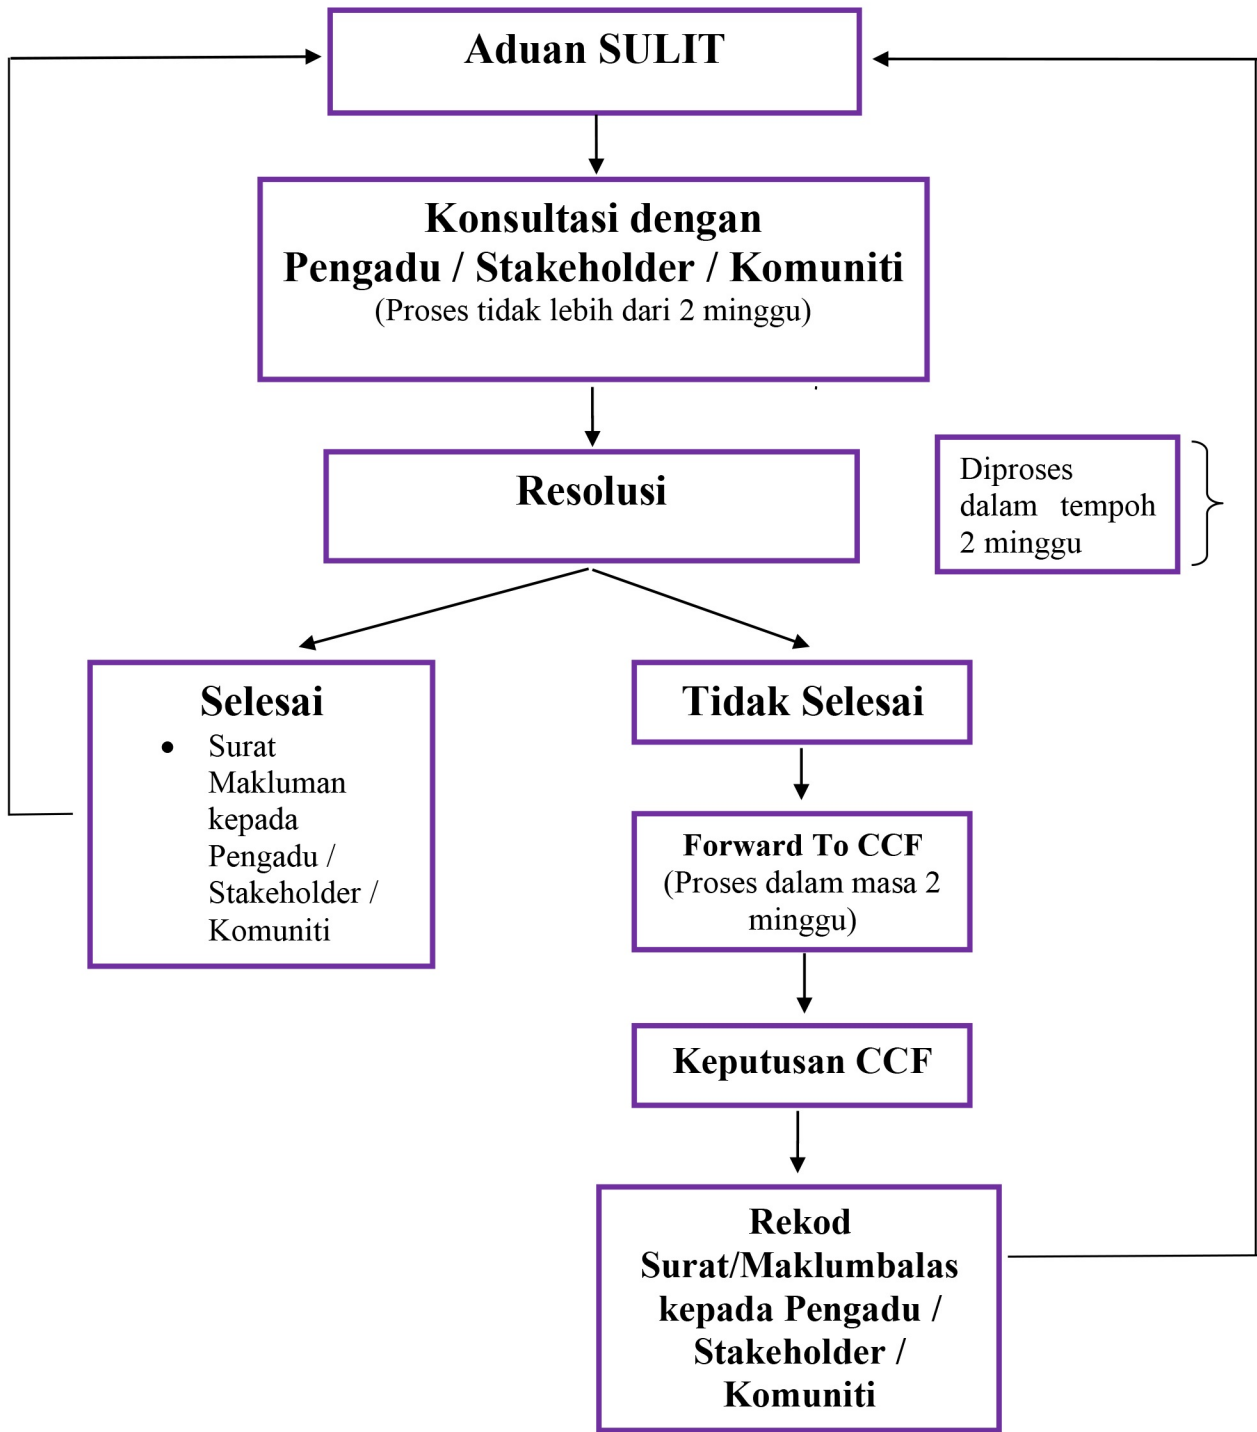 Aduan SULIT
Konsultasi dengan
Pengadu / Stakeholder / Komuniti
(Proses tidak lebih dari 2 minggu)
Resolusi
Diproses
dalam tempoh
2 minggu
Selesai
• Surat
Makluman
kepada
Pengadu /
Stakeholder /
Komuniti
Tidak Selesai
Forward To CCF
(Proses dalam masa 2
minggu)
Keputusan CCF
Rekod
Surat/Maklumbalas
kepada Pengadu /
Stakeholder /
Komuniti